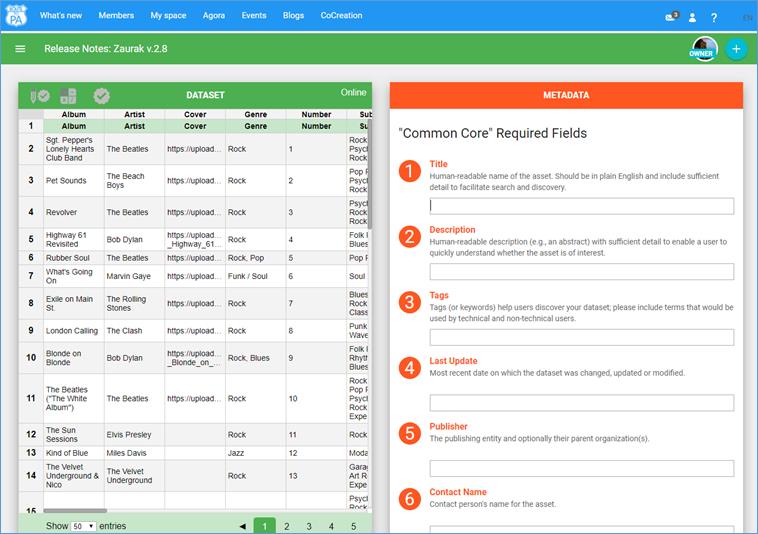 PA
What's new
Members
My space
Agora
Events
Blogs
CoCreation
3
?
EN
Release Notes: Zaurak v.2.8
OWNER
+
DATASET
Online
Album Artist Cover Genre Number Sub
1 Album Artist Cover Genre Number Su
2 Sgt. Pepper's Lonely Hearts Club Band The Beatles https://upload... Rock 1 Rock Psych Rock
3 Pet Sounds The Beach Boys https://upload... Rock 2 Pop F Psych
4 Revolver The Beatles https://upload... Rock 3 Psych Rock
5 Highway 61 Revisited Bob Dylan https://upload... _Highway_61... Rock 4 Folk Blues
6 Rubber Soul The Beatles https://upload... Rock, Pop 5 Pop
7 What's Going On Marvin Gaye https://upload... Funk / Soul 6 Soul
8 Exile on Main St. The Rolling Stones https://upload... Rock 7 Blues Rock Class
9 London Calling The Clash https://upload... Rock 8 Punk Wave
10 Blonde on Blonde Bob Dylan https://upload... _Blonde_on_... Rock, Blues 9 Folk Rhyth Blues
11 The Beatles ("The White Album") The Beatles https://upload... Rock 10 Rock Pop Psych Rock Expe
12 The Sun Sessions Elvis Presley Rock 11 Rock
13 Kind of Blue Miles Davis Jazz 12 Moda
14 The Velvet Underground & Nico The Velvet Underground Rock 13 Garag Art R Expe
15 Psych Rock
Show 50 entries
1 2 3 4 5
METADATA
"Common Core" Required Fields
1 Title
Human-readable name of the asset. Should be in plain English and include sufficient
detail to facilitate search and discovery.
2 Description
Human-readable description (e.g., an abstract) with sufficient detail to enable a user to
quickly understand whether the asset is of interest.
3 Tags
Tags (or keywords) help users discover your dataset; please include terms that would be
used by technical and non-technical users.
4 Last Update
Most recent date on which the dataset was changed, updated or modified.
5 Publisher
The publishing entity and optionally their parent organization(s).
6 Contact Name
Contact person's name for the asset.